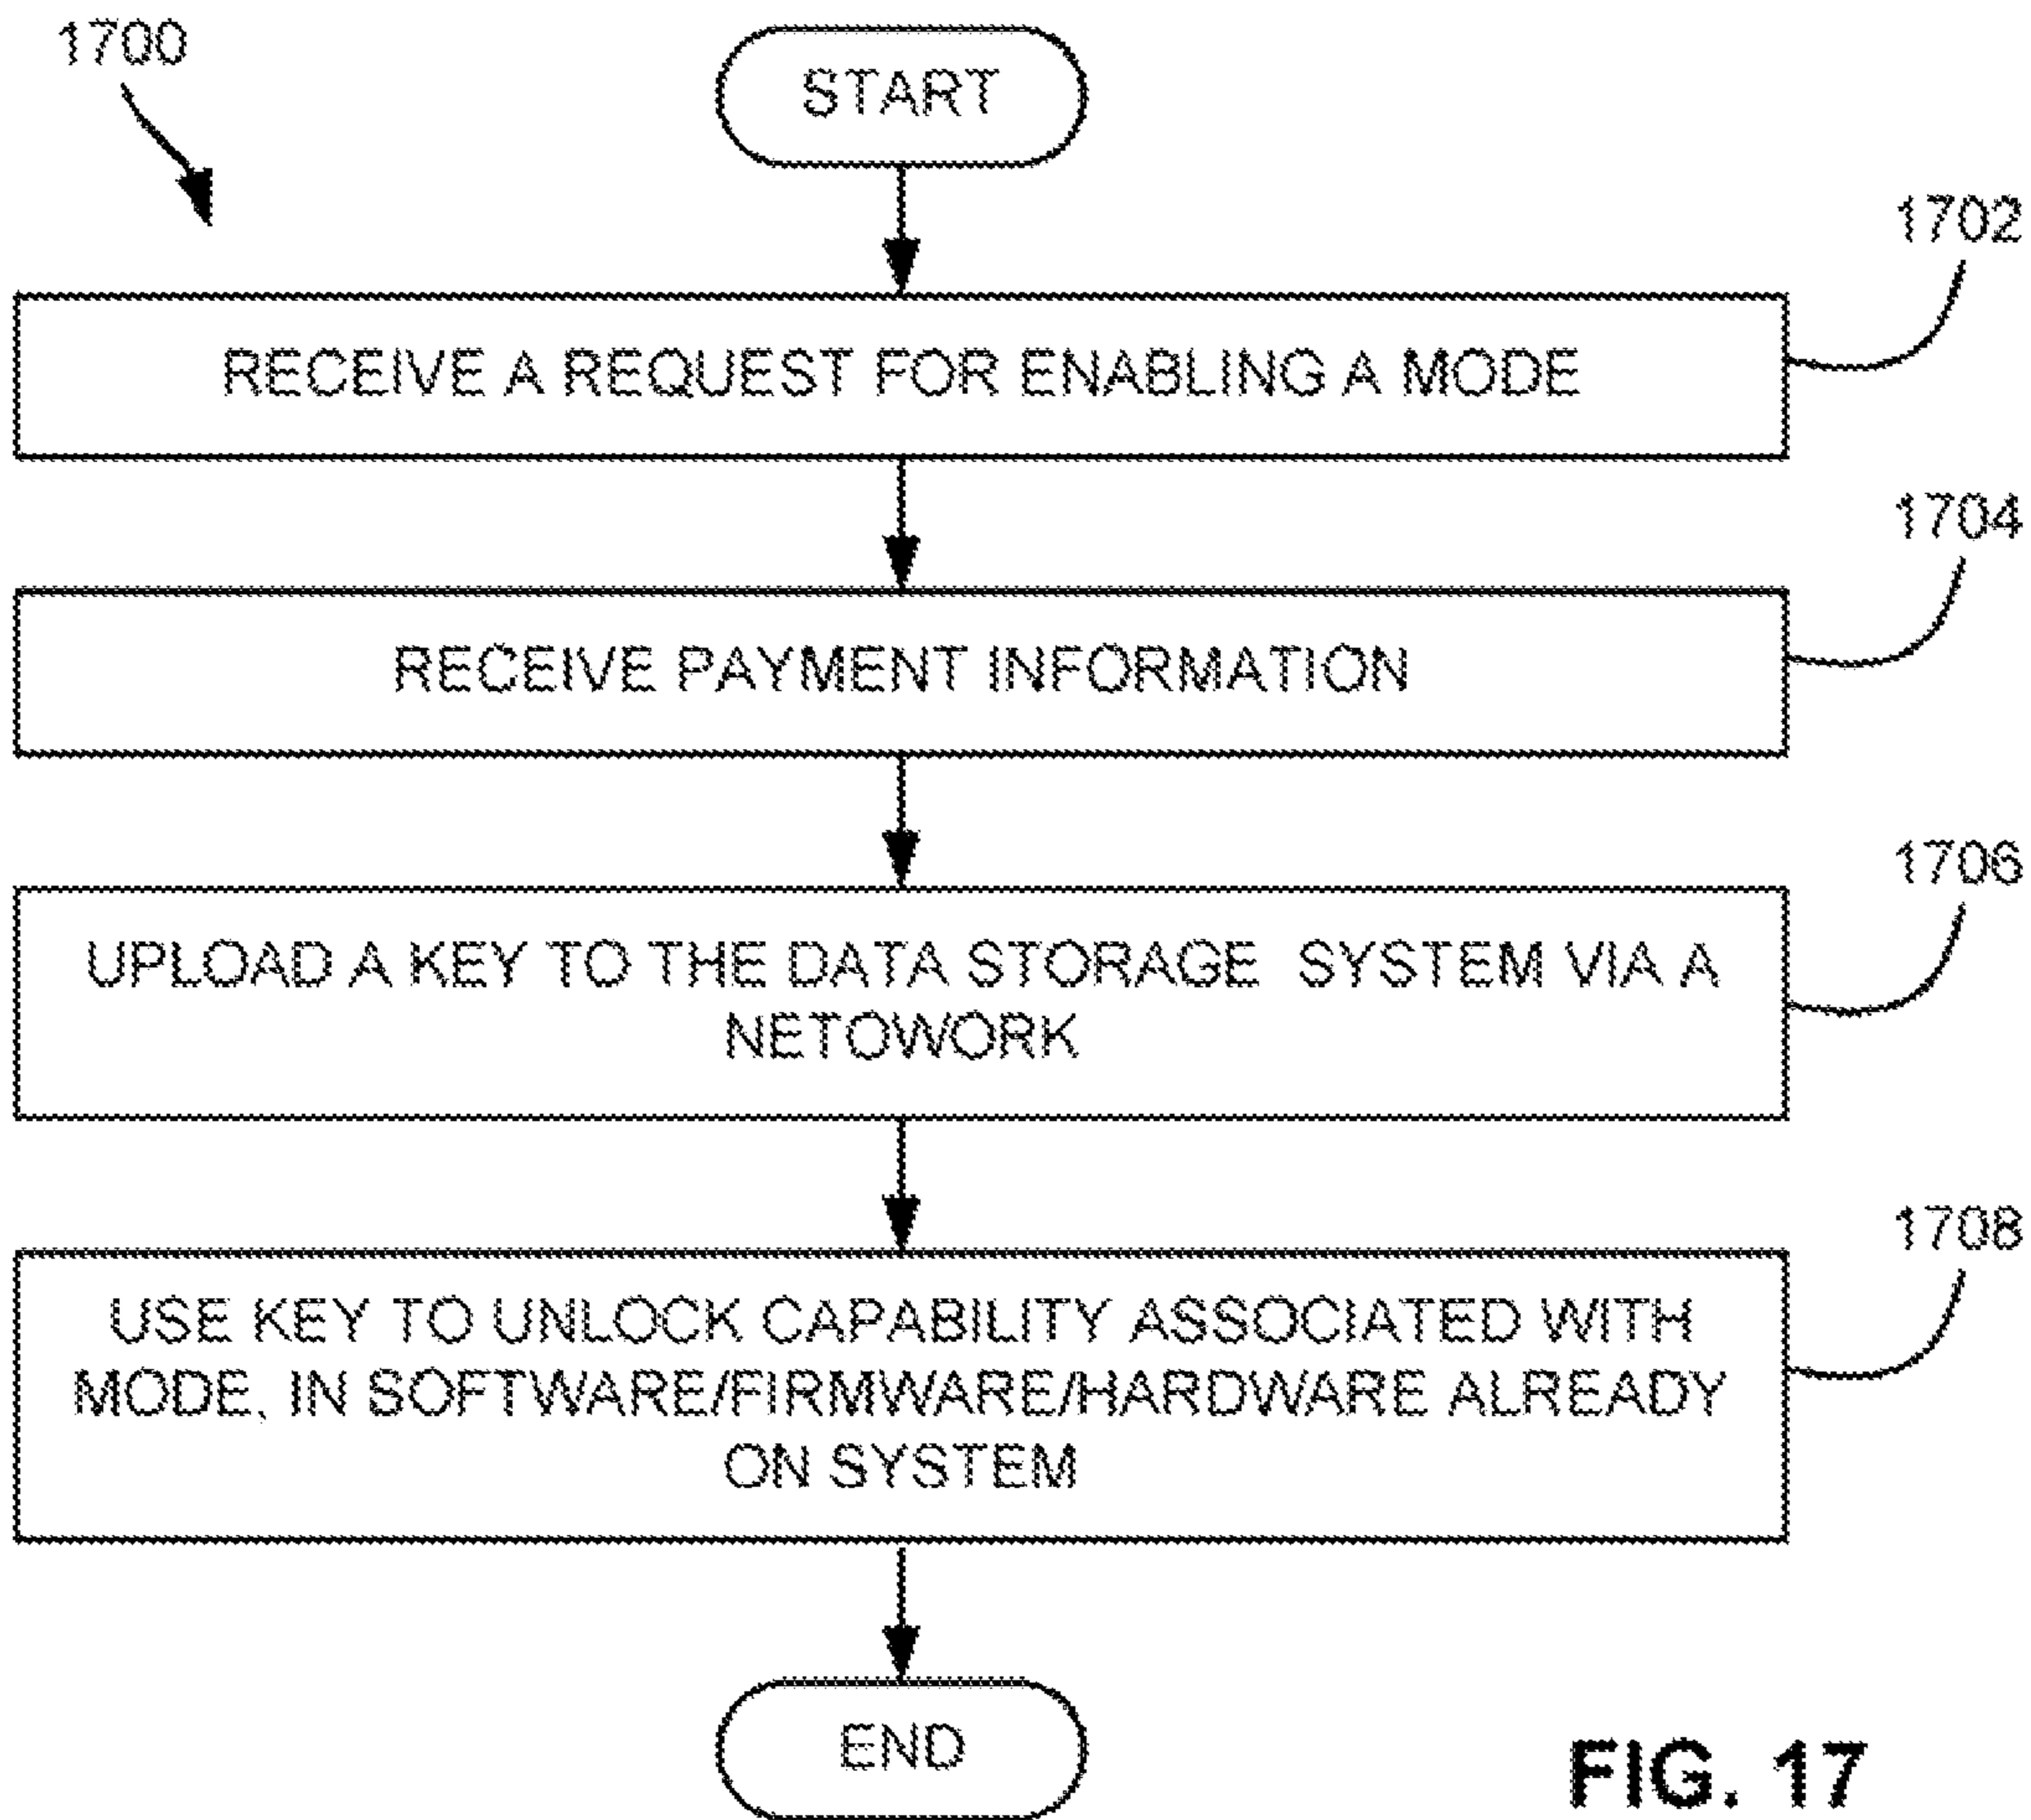 1700
START
1702
RECEIVE A REQUEST FOR ENABLING A MODE
1704
RECEIVE PAYMENT INFORMATION
1706
UPLOAD A KEY TO THE DATA STORAGE SYSTEM VIA A
NETOWORK
1708
USE KEY TO UNLOCK CAPABILITY ASSOCIATED WITH
MODE, IN SOFTWARE/FIRMWARE/HARDWARE ALREADY
ON SYSTEM
END
FIG. 17